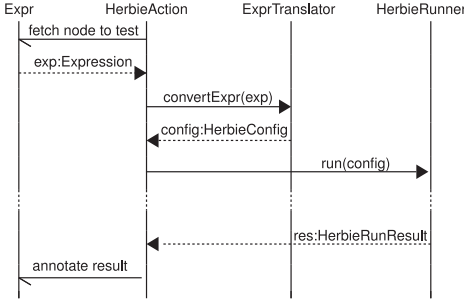 Expr HerbieAction ExprTranslator HerbieRunner
fetch node to test
exp:Expression
convertExpr(exp)
config:HerbieConfig
run(config)
res:HerbieRunResult
annotate result